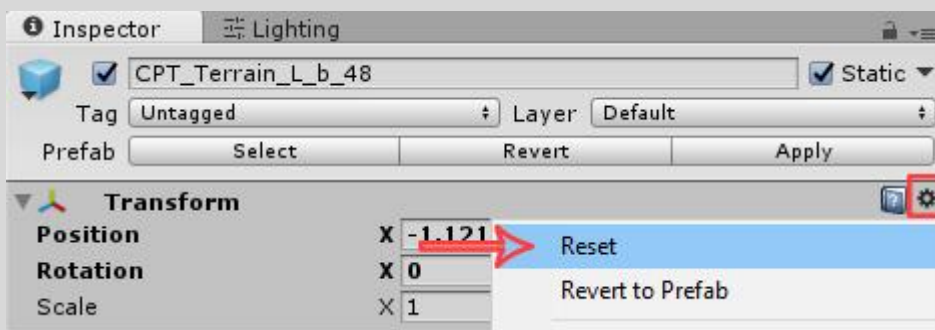 Inspector Lighting
CPT_Terrain_L_b_48 Static
Tag Untagged Layer Default
Prefab Select Revert Apply
Transform
Position X -1.121
Reset
Rotation X 0
Revert to Prefab
Scale X 1